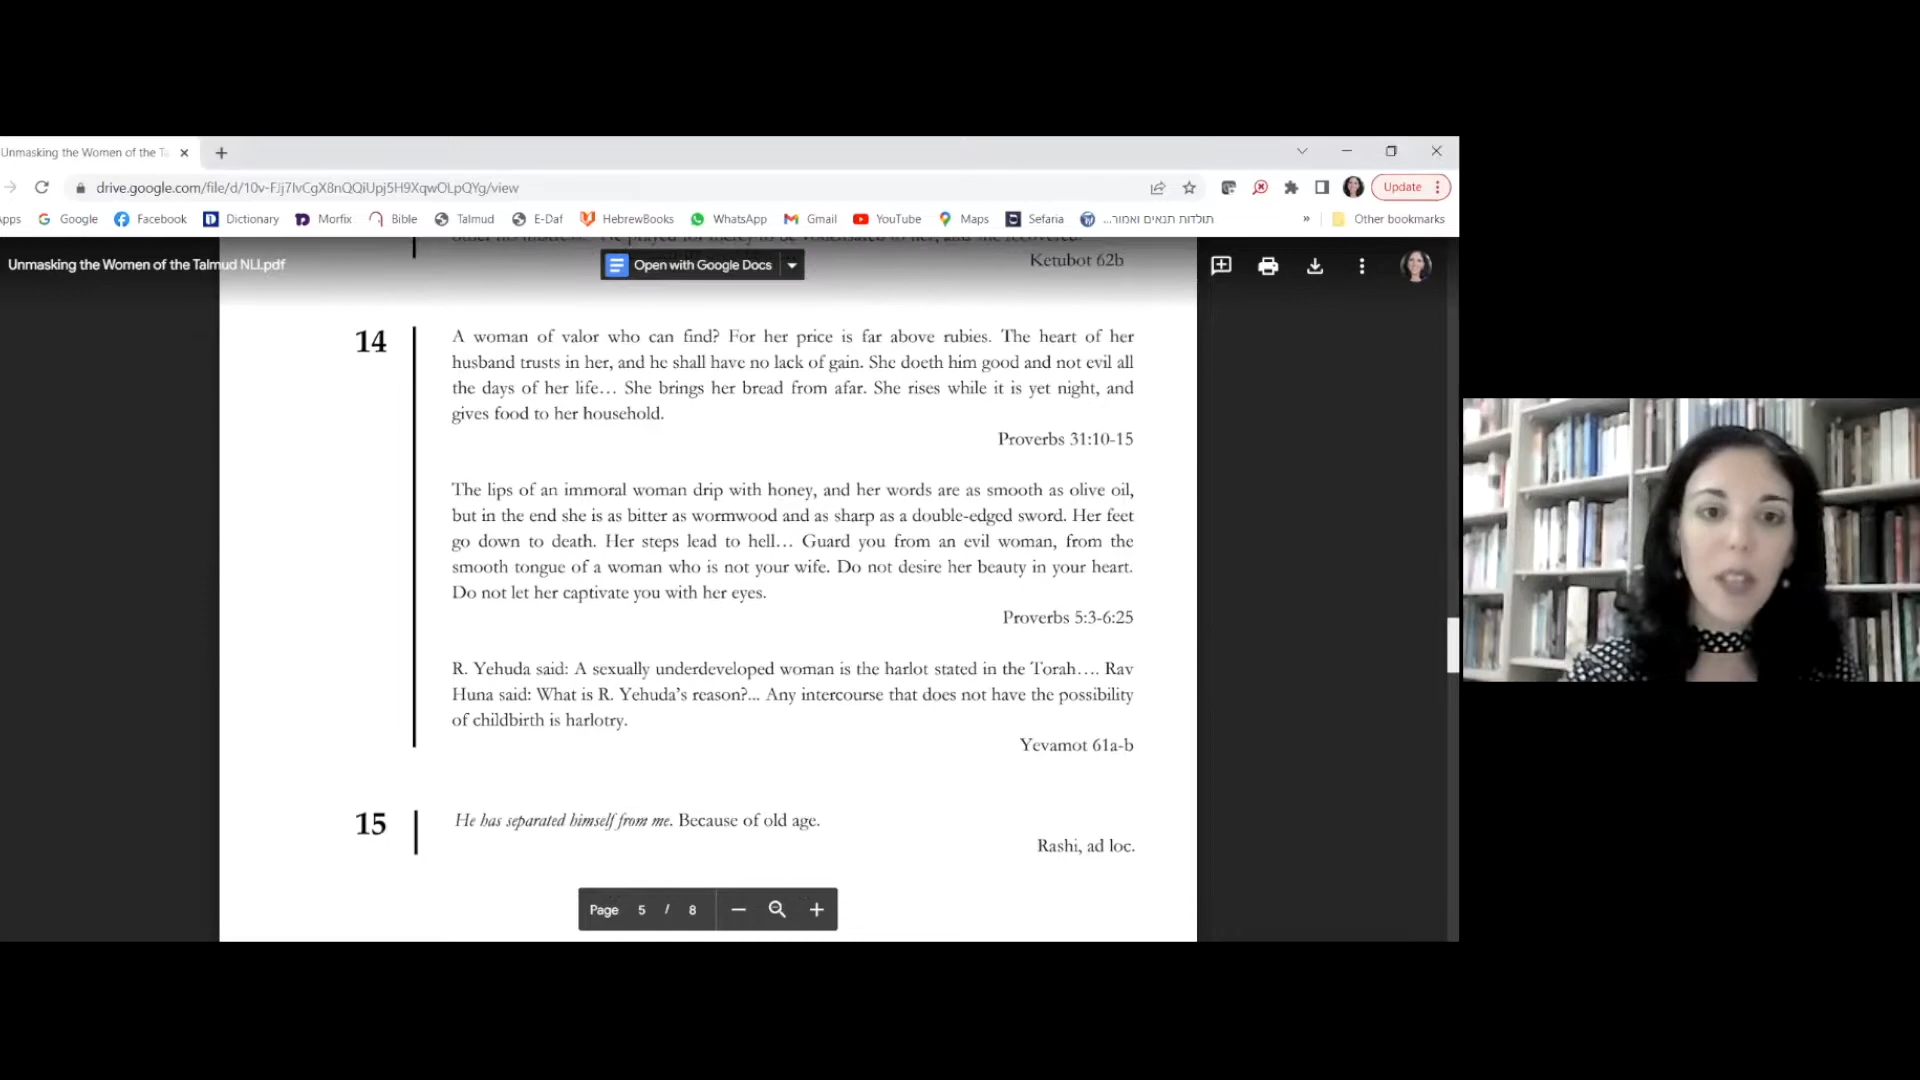 Unmasking the Women of the T
drive.google.com/file/d/10v-FJj7IvCgX8nQQiUpj5H9XqwOLpQYg/view
Update
pps Google Facebook Dictionary Morfix Bible Talmud E-Daf HebrewBooks WhatsApp Gmail YouTube Maps Sefaria תולדות תנאים ואמור... » Other bookmarks
Unmasking the Women of the Talmud NLI.pdf
Open with Google Docs
Ketubot 62b
14
A woman of valor who can find? For her price is far above rubies. The heart of her
husband trusts in her, and he shall have no lack of gain. She doeth him good and not evil all
the days of her life… She brings her bread from afar. She rises while it is yet night, and
gives food to her household.
Proverbs 31:10-15
The lips of an immoral woman drip with honey, and her words are as smooth as olive oil,
but in the end she is as bitter as wormwood and as sharp as a double-edged sword. Her feet
go down to death. Her steps lead to hell… Guard you from an evil woman, from the
smooth tongue of a woman who is not your wife. Do not desire her beauty in your heart.
Do not let her captivate you with her eyes.
Proverbs 5:3-6:25
R. Yehuda said: A sexually underdeveloped woman is the harlot stated in the Torah…. Rav
Huna said: What is R. Yehuda's reason?... Any intercourse that does not have the possibility
of childbirth is harlotry.
Yevamot 61a-b
15
He has separated himself from me. Because of old age.
Rashi, ad loc.
Page 5 / 8